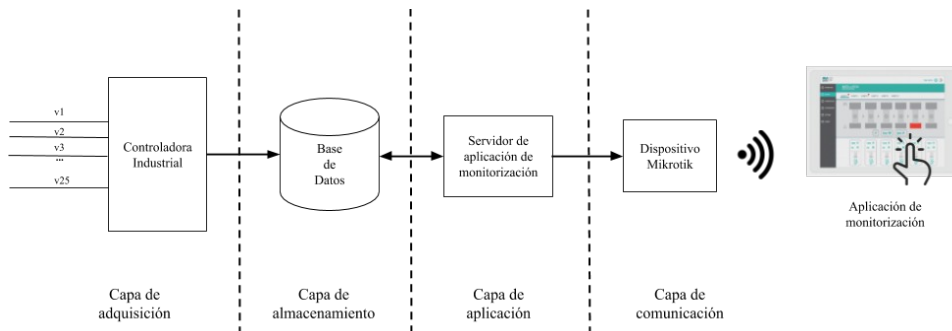 v1
v2
v3
...
v25
Controladora
Industrial
Base
de
Datos
Servidor de
aplicación de
monitorización
Dispositivo
Mikrotik
Aplicación de
monitorización
Capa de
adquisición
Capa de
almacenamiento
Capa de
aplicación
Capa de
comunicación